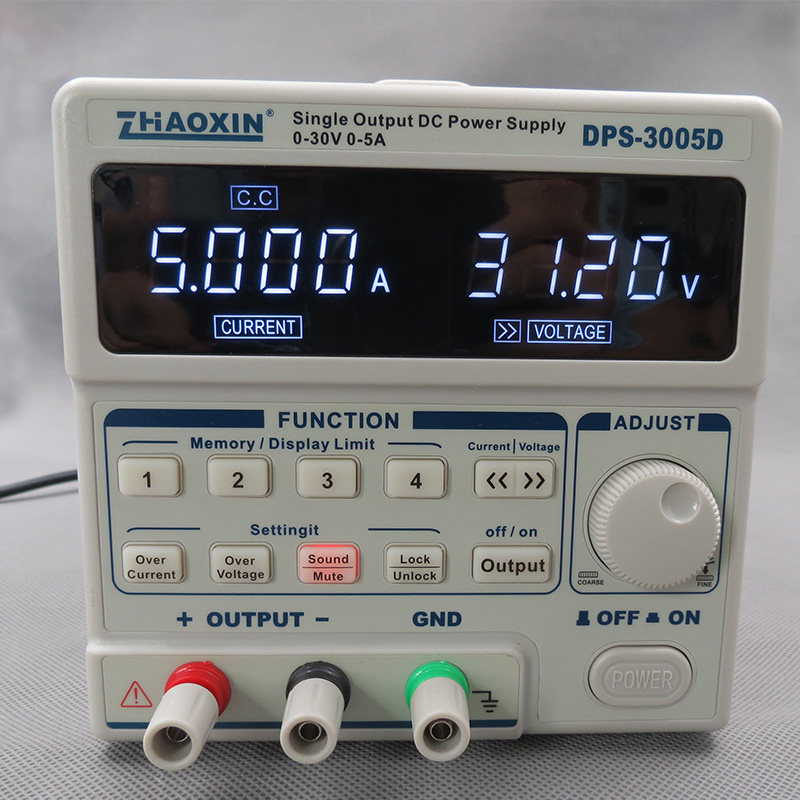 ZHAOXIN®
Single Output DC Power Supply
0-30V 0-5A
DPS-3005D
C.C
5.000 A
31.20 V
CURRENT
>> VOLTAGE
FUNCTION
Memory / Display Limit
Current | Voltage
1 2 3 4 << >>
Settingit
off / on
Over Current
Over Voltage
Sound Mute
Lock Unlock
Output
ADJUST
COARSE
FINE
+ OUTPUT −
GND
OFF ON
POWER